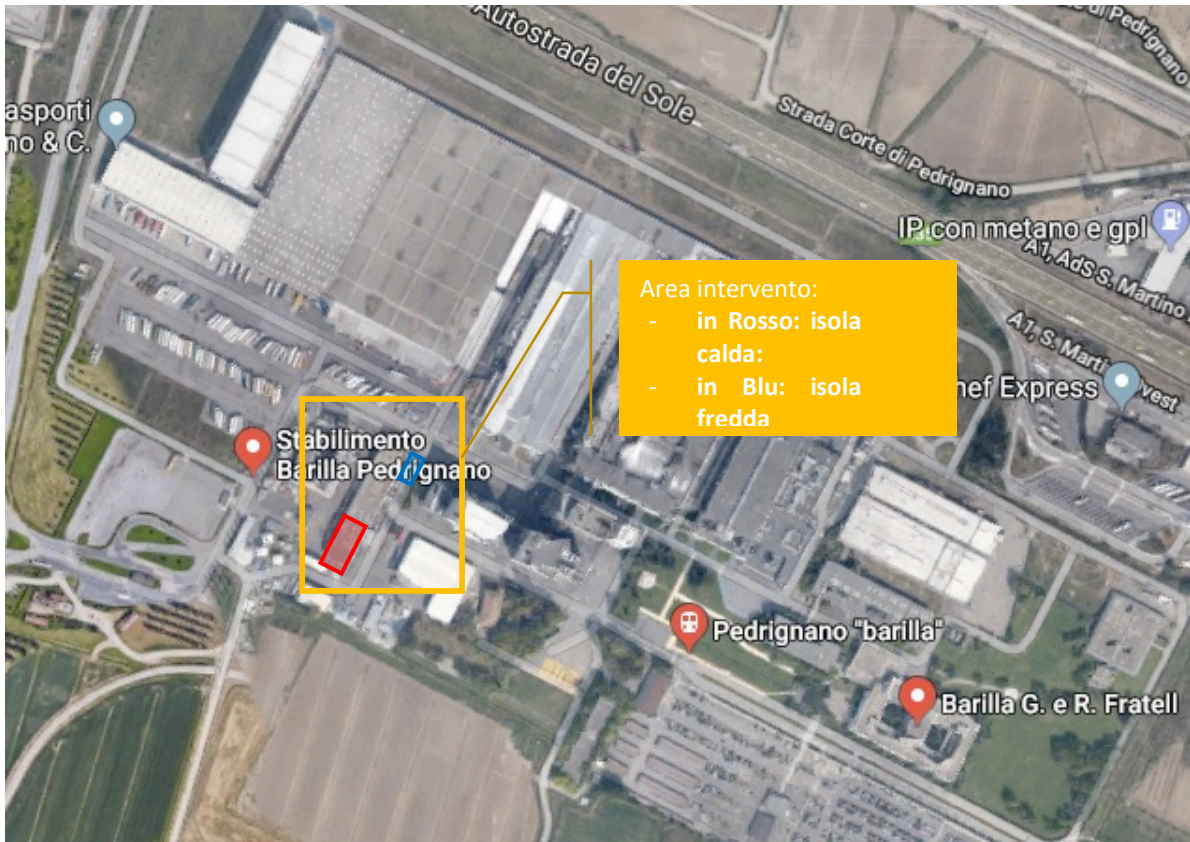 Autostrada del Sole
di Pedrignano
asporti
no & C.
Strada Corte di Pedrignano
IP con metano e gpl
A1, AdS S. Martino
Area intervento:
- in Rosso: isola
calda:
- in Blu: isola
fredda
A1, S. Marti
vest
hef Express
Stabilimento
Barilla Pedrignano
Pedrignano "barilla"
Barilla G. e R. Fratell